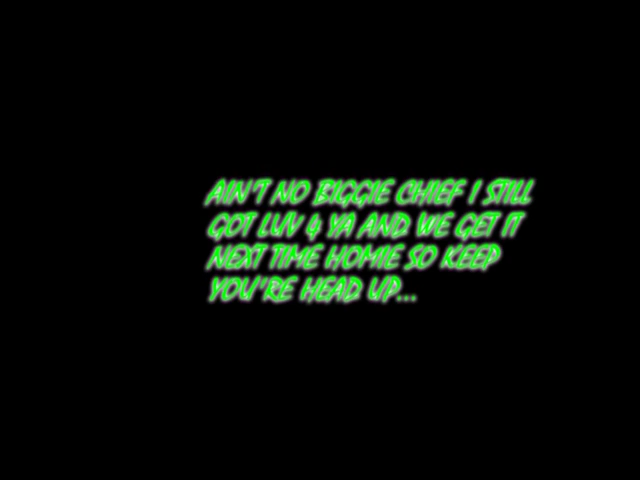 AIN'T NO BIGGIE CHIEF I STILL
GOT LUV 4 YA AND WE GET IT
NEXT TIME HOMIE SO KEEP
YOU'RE HEAD UP...